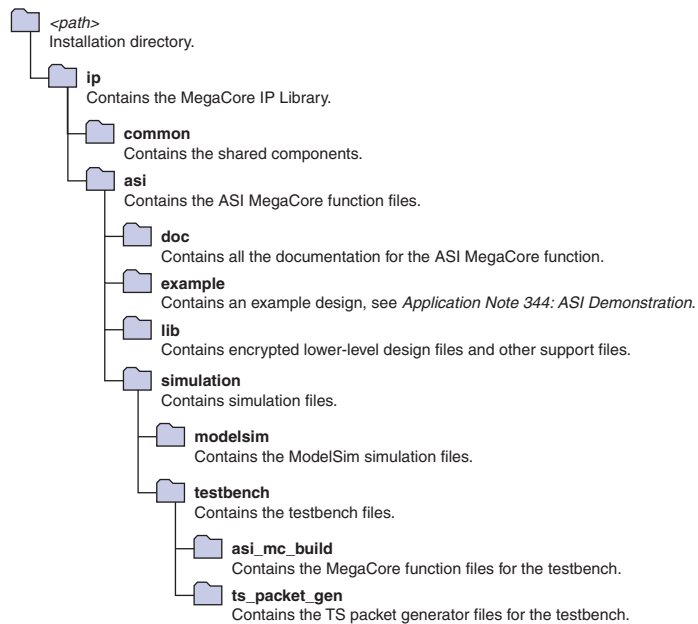 <path>
Installation directory.
ip
Contains the MegaCore IP Library.
common
Contains the shared components.
asi
Contains the ASI MegaCore function files.
doc
Contains all the documentation for the ASI MegaCore function.
example
Contains an example design, see Application Note 344: ASI Demonstration.
lib
Contains encrypted lower-level design files and other support files.
simulation
Contains simulation files.
modelsim
Contains the ModelSim simulation files.
testbench
Contains the testbench files.
asi_mc_build
Contains the MegaCore function files for the testbench.
ts_packet_gen
Contains the TS packet generator files for the testbench.